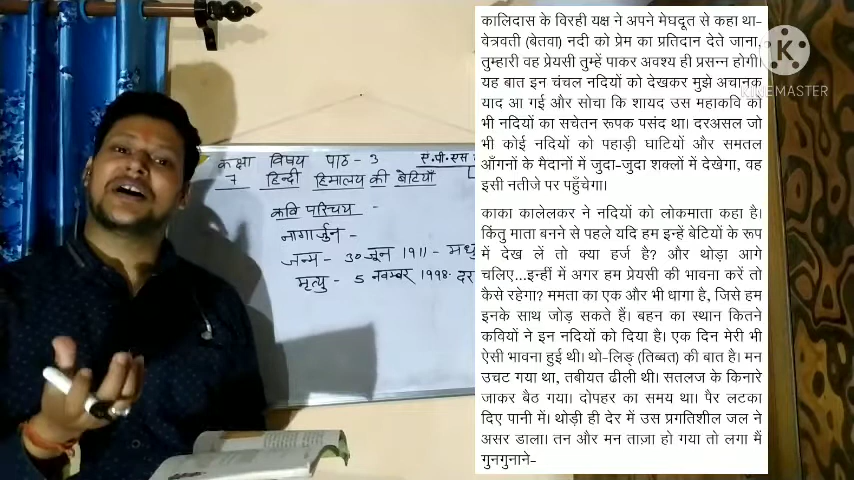 कक्षा विषय पाठ - 3
7 हिन्दी हिमालय की बेटियाँ
कवि परिचय -
नागार्जुन -
जन्म - 30 जून 1911 -
मृत्यु - 5 नवम्बर 1998.
कालिदास के विरही यक्ष ने अपने मेघदूत से कहा था-
वेत्रवती (बेतवा) नदी को प्रेम का प्रतिदान देते जाना,
तुम्हारी वह प्रेयसी तुम्हें पाकर अवश्य ही प्रसन्न होगी।
यह बात इन चंचल नदियों को देखकर मुझे अचानक
याद आ गई और सोचा कि शायद उस महाकवि को
भी नदियों का सचेतन रूपक पसंद था। दरअसल जो
भी कोई नदियों को पहाड़ी घाटियों और समतल
आँगनों के मैदानों में जुदा-जुदा शक्लों में देखेगा, वह
इसी नतीजे पर पहुँचेगा।
काका कालेलकर ने नदियों को लोकमाता कहा है।
किंतु माता बनने से पहले यदि हम इन्हें बेटियों के रूप
में देख लें तो क्या हर्ज है? और थोड़ा आगे
चलिए...इन्हीं में अगर हम प्रेयसी की भावना करें तो
कैसे रहेगा? ममता का एक और भी धागा है, जिसे हम
इनके साथ जोड़ सकते हैं। बहन का स्थान कितने
कवियों ने इन नदियों को दिया है। एक दिन मेरी भी
ऐसी भावना हुई थी। थो-लिङ् (तिब्बत) की बात है। मन
उचट गया था, तबीयत ढीली थी। सतलज के किनारे
जाकर बैठ गया। दोपहर का समय था। पैर लटका
दिए पानी में। थोड़ी ही देर में उस प्रगतिशील जल ने
असर डाला। तन और मन ताज़ा हो गया तो लगा मैं
गुनगुनाने-
K
KINEMASTER